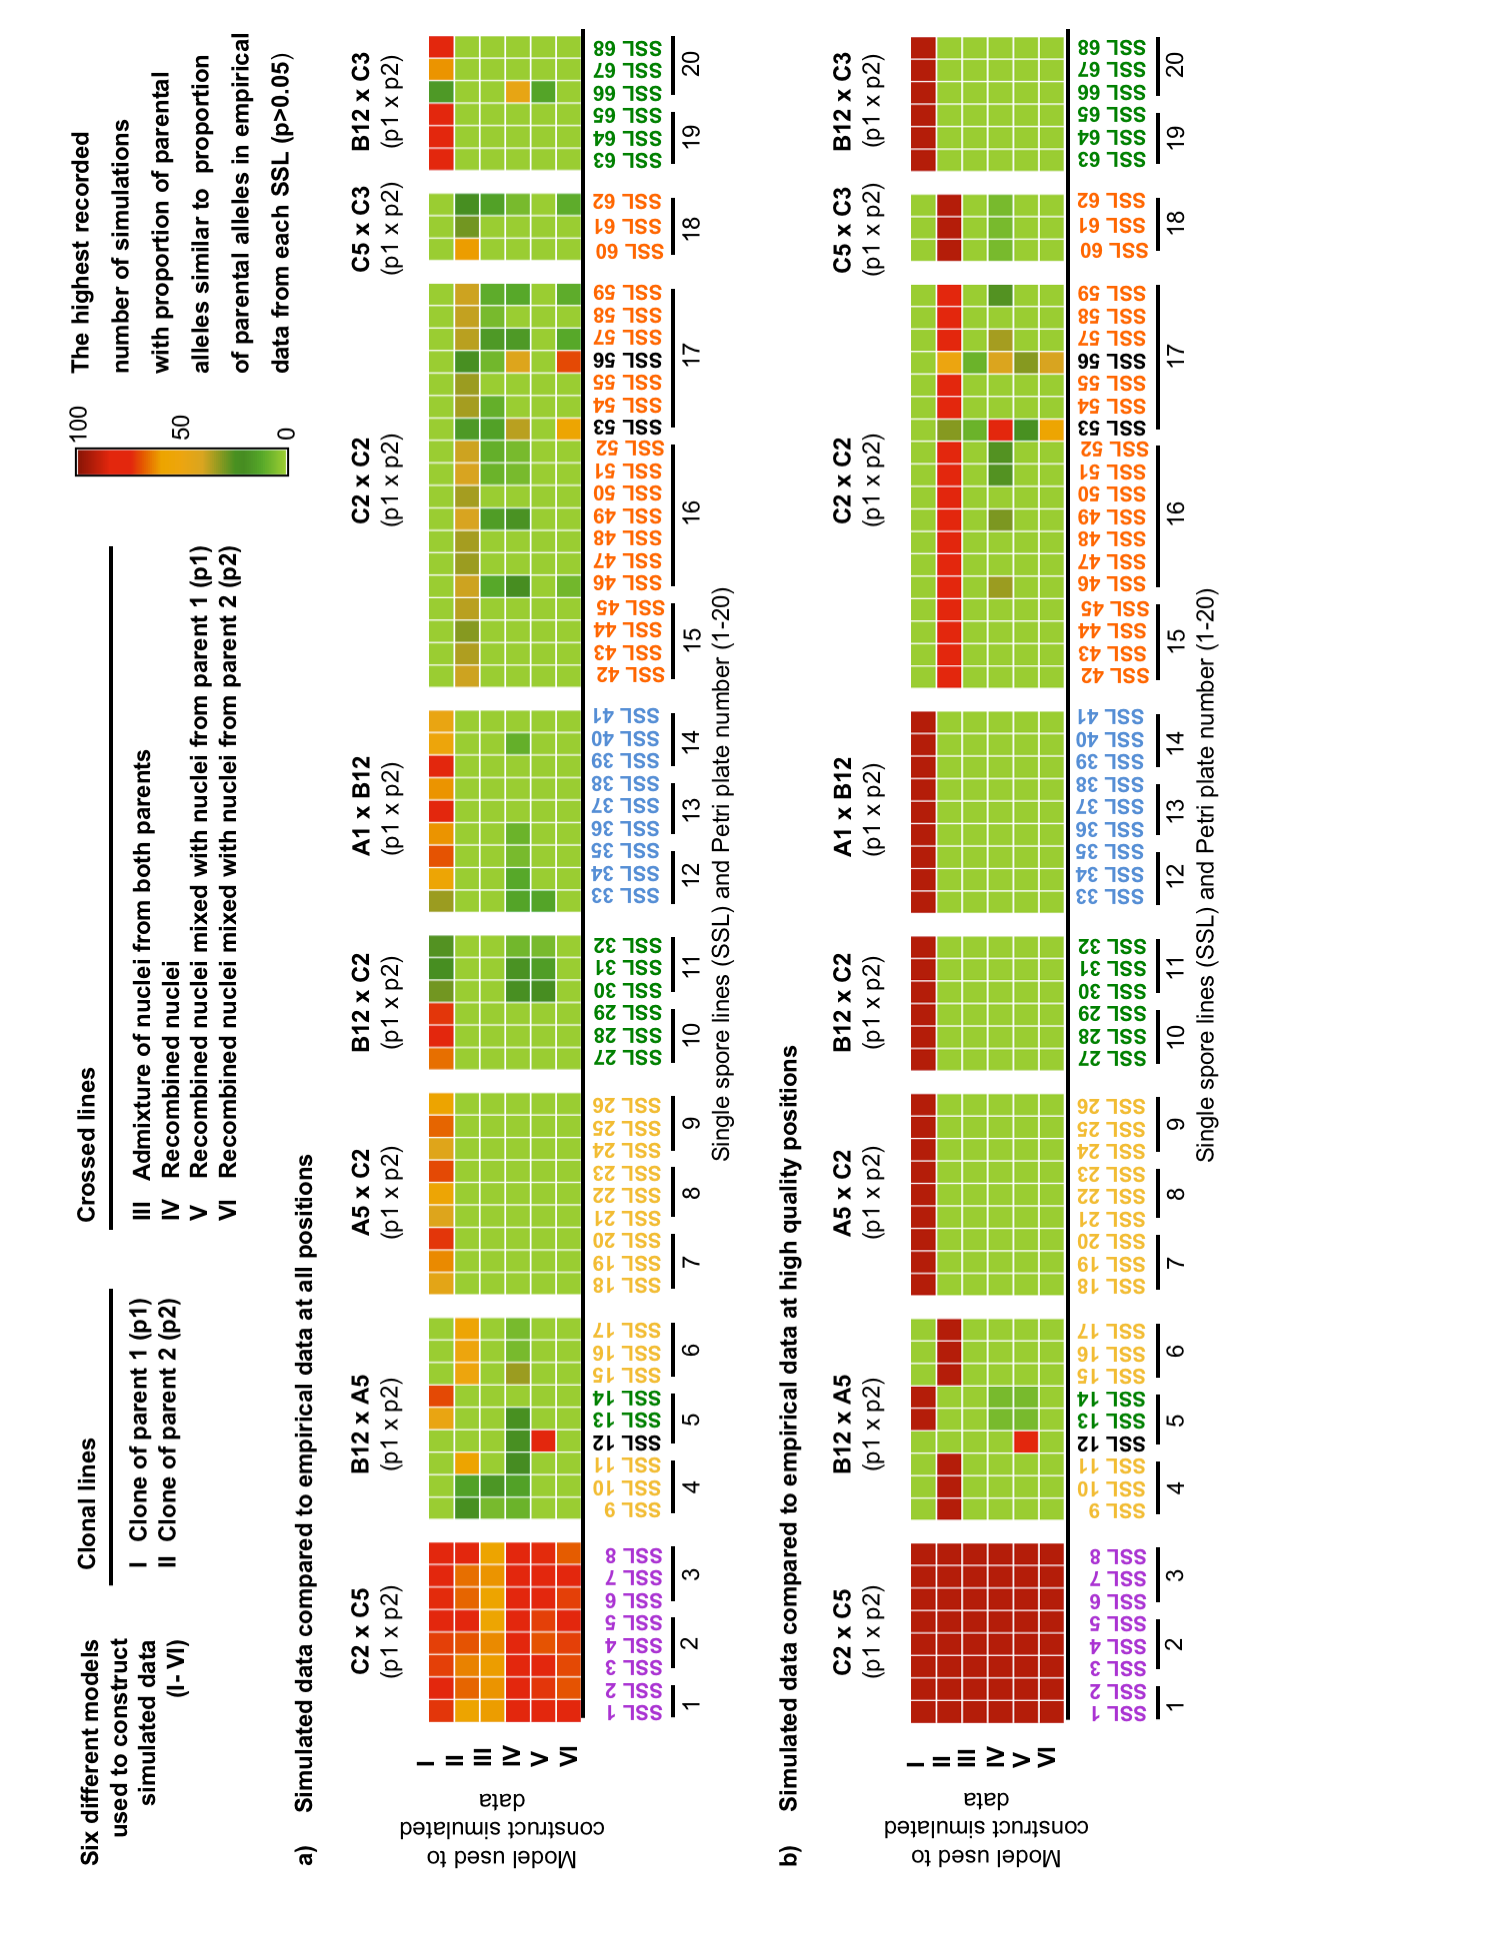 Six different models
used to construct
simulated data
(I- VI)
Clonal lines
I Clone of parent 1 (p1)
II Clone of parent 2 (p2)
Crossed lines
III Admixture of nuclei from both parents
IV Recombined nuclei
V Recombined nuclei mixed with nuclei from parent 1 (p1)
VI Recombined nuclei mixed with nuclei from parent 2 (p2)
100
50
0
The highest recorded
number of simulations
with proportion of parental
alleles similar to proportion
of parental alleles in empirical
data from each SSL (p>0.05)
a) Simulated data compared to empirical data at all positions
C2 x C5 B12 x A5 A5 x C2 B12 x C2 A1 x B12 C2 x C2 C5 x C3 B12 x C3
(p1 x p2) (p1 x p2) (p1 x p2) (p1 x p2) (p1 x p2) (p1 x p2) (p1 x p2) (p1 x p2)
Model used to
construct simulated
data
I
II
III
IV
V
VI
SSL 1 SSL 2 SSL 3 SSL 4 SSL 5 SSL 6 SSL 7 SSL 8 SSL 9 SSL 10 SSL 11 SSL 12 SSL 13 SSL 14 SSL 15 SSL 16 SSL 17 SSL 18 SSL 19 SSL 20 SSL 21 SSL 22 SSL 23 SSL 24 SSL 25 SSL 26 SSL 27 SSL 28 SSL 29 SSL 30 SSL 31 SSL 32 SSL 33 SSL 34 SSL 35 SSL 36 SSL 37 SSL 38 SSL 39 SSL 40 SSL 41 SSL 42 SSL 43 SSL 44 SSL 45 SSL 46 SSL 47 SSL 48 SSL 49 SSL 50 SSL 51 SSL 52 SSL 53 SSL 54 SSL 55 SSL 56 SSL 57 SSL 58 SSL 59 SSL 60 SSL 61 SSL 62 SSL 63 SSL 64 SSL 65 SSL 66 SSL 67 SSL 68
1 2 3 4 5 6 7 8 9 10 11 12 13 14 15 16 17 18 19 20
Single spore lines (SSL) and Petri plate number (1-20)
b) Simulated data compared to empirical data at high quality positions
C2 x C5 B12 x A5 A5 x C2 B12 x C2 A1 x B12 C2 x C2 C5 x C3 B12 x C3
(p1 x p2) (p1 x p2) (p1 x p2) (p1 x p2) (p1 x p2) (p1 x p2) (p1 x p2) (p1 x p2)
Model used to
construct simulated
data
I
II
III
IV
V
VI
SSL 1 SSL 2 SSL 3 SSL 4 SSL 5 SSL 6 SSL 7 SSL 8 SSL 9 SSL 10 SSL 11 SSL 12 SSL 13 SSL 14 SSL 15 SSL 16 SSL 17 SSL 18 SSL 19 SSL 20 SSL 21 SSL 22 SSL 23 SSL 24 SSL 25 SSL 26 SSL 27 SSL 28 SSL 29 SSL 30 SSL 31 SSL 32 SSL 33 SSL 34 SSL 35 SSL 36 SSL 37 SSL 38 SSL 39 SSL 40 SSL 41 SSL 42 SSL 43 SSL 44 SSL 45 SSL 46 SSL 47 SSL 48 SSL 49 SSL 50 SSL 51 SSL 52 SSL 53 SSL 54 SSL 55 SSL 56 SSL 57 SSL 58 SSL 59 SSL 60 SSL 61 SSL 62 SSL 63 SSL 64 SSL 65 SSL 66 SSL 67 SSL 68
1 2 3 4 5 6 7 8 9 10 11 12 13 14 15 16 17 18 19 20
Single spore lines (SSL) and Petri plate number (1-20)